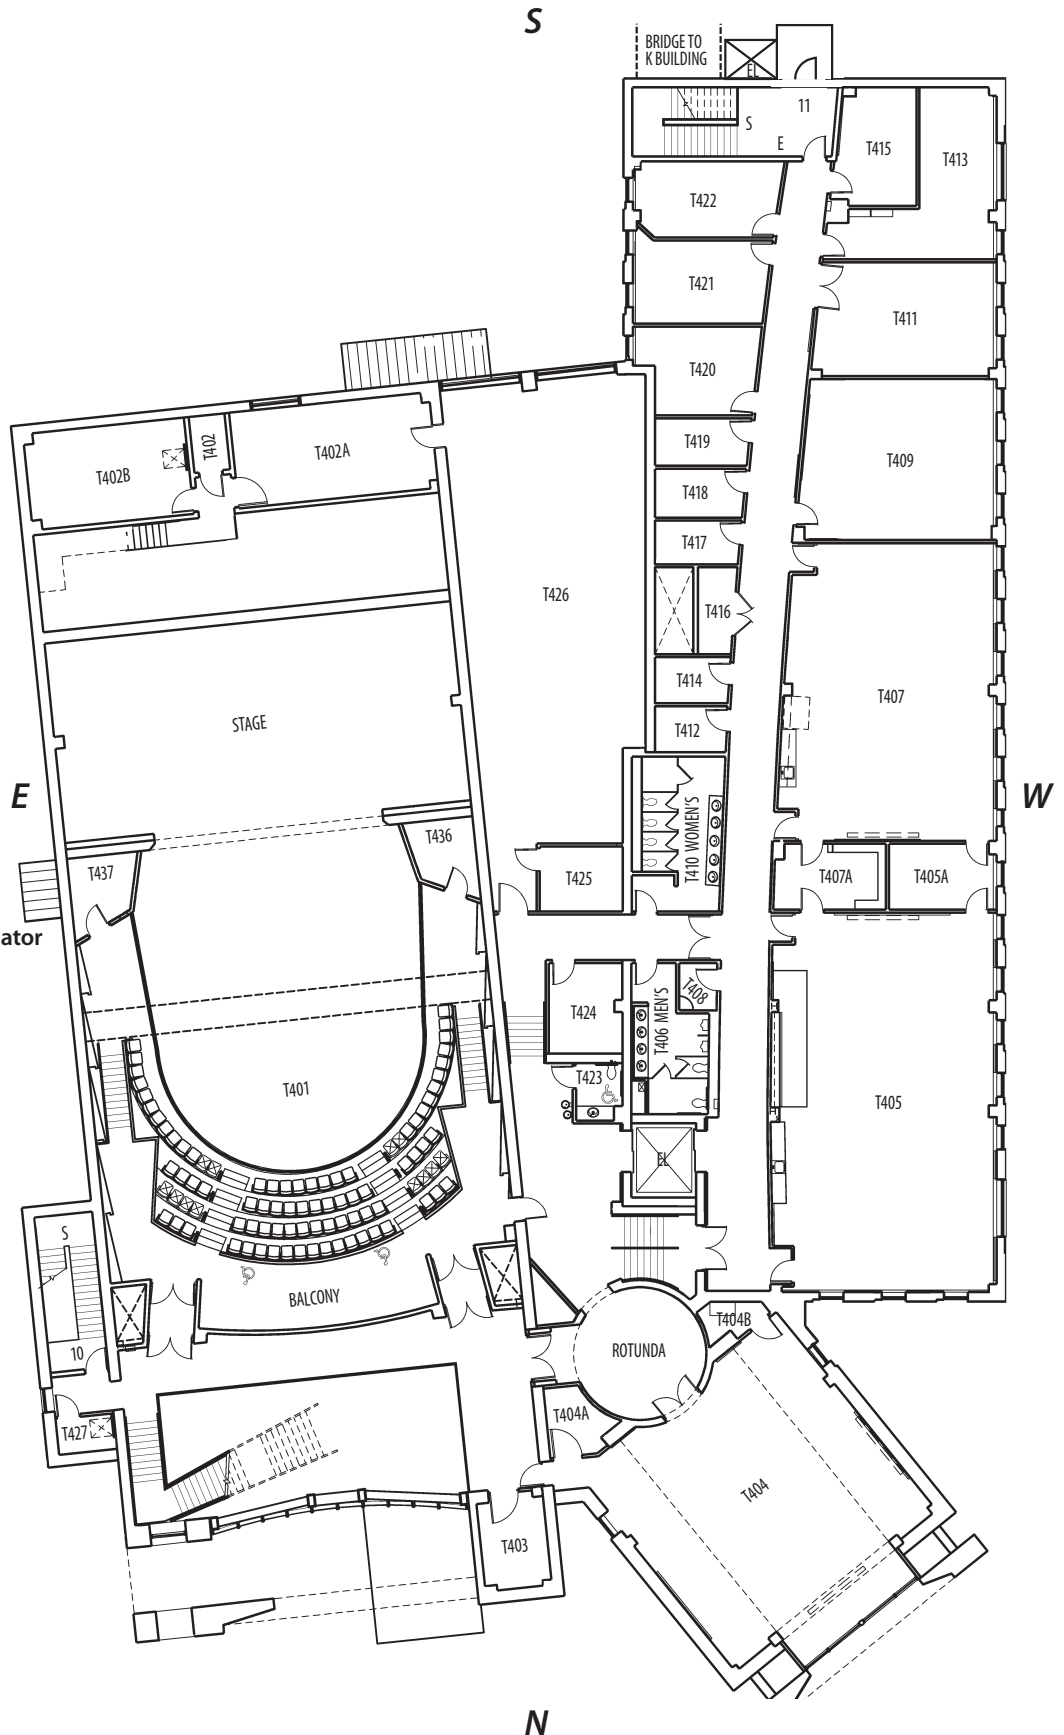 S
BRIDGE TO
K BUILDING
EL
11
S
E
T415
T413
T422
T421
T411
T420
T402
T402A
T419
T409
T402B
T418
T417
T426
T416
T414
T407
STAGE
T412
E
W
T436
T410 WOMEN'S
T437
T425
T407A
T405A
ator
T408
T424
T406 MEN'S
T423
T401
T405
EL
S
BALCONY
T404B
10
ROTUNDA
T404A
T427
T404
T403
N